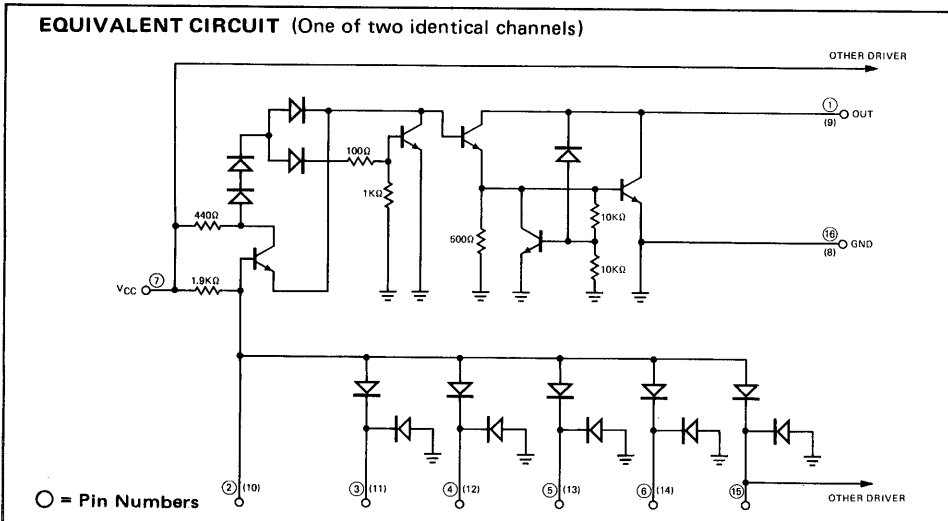 EQUIVALENT CIRCUIT (One of two identical channels)
OTHER DRIVER
① OUT
(9)
100Ω
1KΩ
440Ω
500Ω
10KΩ
10KΩ
⑯ GND
(8)
⑦
VCC
1.9KΩ
② (10)
③ (11)
④ (12)
⑤ (13)
⑥ (14)
⑮
OTHER DRIVER
= Pin Numbers